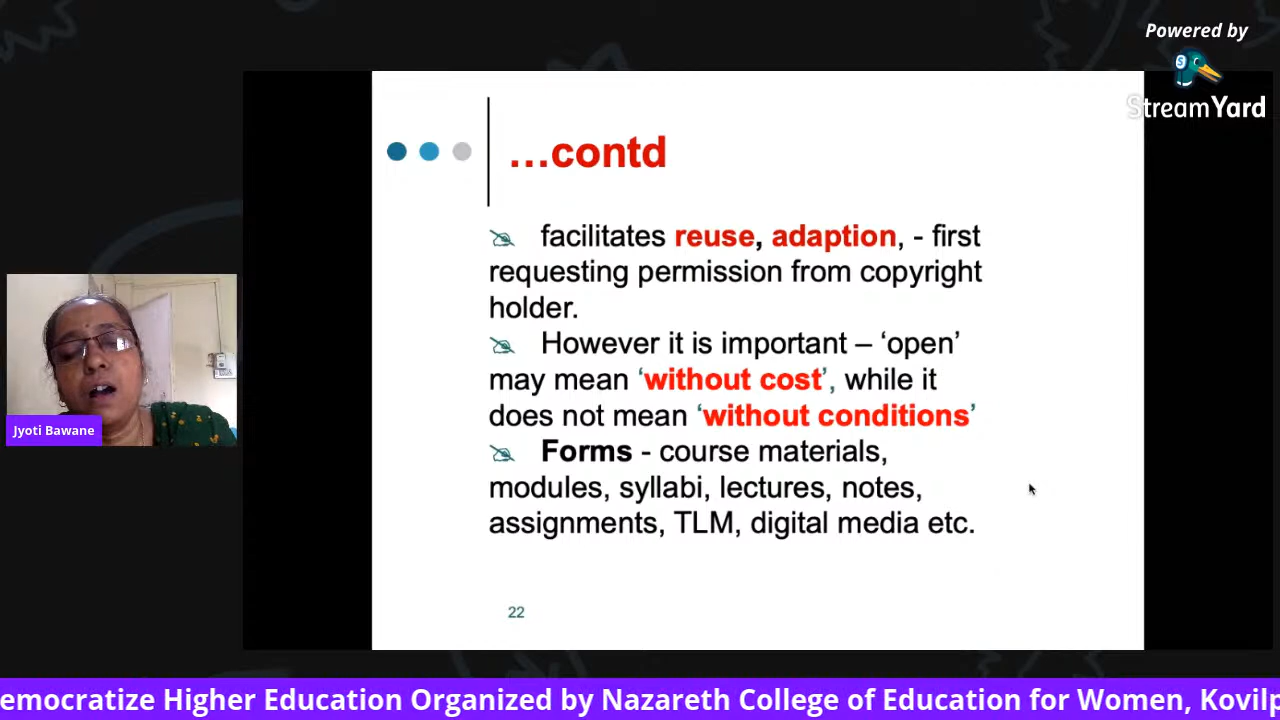 Powered by
StreamYard
...contd
facilitates reuse, adaption, - first
requesting permission from copyright
holder.
However it is important – ‘open’
may mean ‘without cost’, while it
does not mean ‘without conditions’
Forms - course materials,
modules, syllabi, lectures, notes,
assignments, TLM, digital media etc.
22
Jyoti Bawane
emocratize Higher Education Organized by Nazareth College of Education for Women, Kovilp